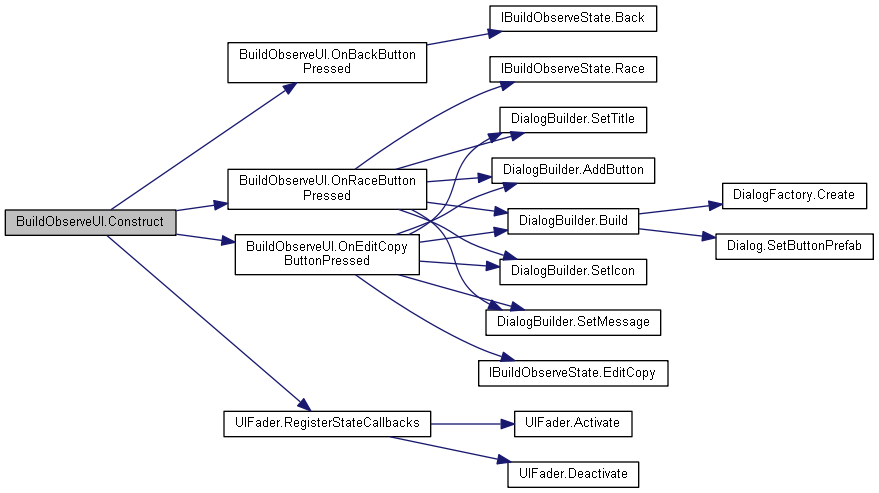 BuildObserveUI.Construct
BuildObserveUI.OnBackButton
Pressed
IBuildObserveState.Back
BuildObserveUI.OnRaceButton
Pressed
IBuildObserveState.Race
DialogBuilder.SetTitle
DialogBuilder.AddButton
DialogBuilder.Build
DialogFactory.Create
Dialog.SetButtonPrefab
DialogBuilder.SetIcon
DialogBuilder.SetMessage
BuildObserveUI.OnEditCopy
ButtonPressed
IBuildObserveState.EditCopy
UIFader.RegisterStateCallbacks
UIFader.Activate
UIFader.Deactivate